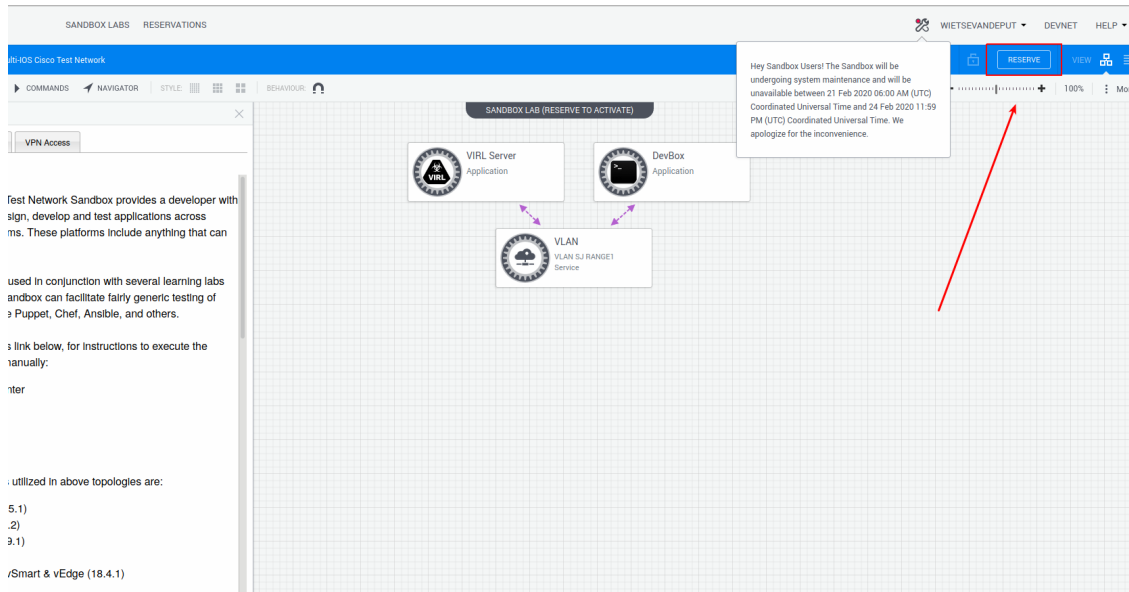 SANDBOX LABS RESERVATIONS
WIETSEVANDEPUT DEVNET HELP
ulti-IOS Cisco Test Network
RESERVE VIEW
COMMANDS NAVIGATOR STYLE: BEHAVIOUR:
100% Mo
Hey Sandbox Users! The Sandbox will be
undergoing system maintenance and will be
unavailable between 21 Feb 2020 06:00 AM (UTC)
Coordinated Universal Time and 24 Feb 2020 11:59
PM (UTC) Coordinated Universal Time. We
apologize for the inconvenience.
SANDBOX LAB (RESERVE TO ACTIVATE)
VPN Access
VIRL
VIRL Server
Application
DevBox
Application
VLAN
VLAN SJ RANGE1
Service
Test Network Sandbox provides a developer with
sign, develop and test applications across
ms. These platforms include anything that can
used in conjunction with several learning labs
andbox can facilitate fairly generic testing of
e Puppet, Chef, Ansible, and others.
s link below, for instructions to execute the
manually:
nter
s utilized in above topologies are:
5.1)
.2)
9.1)
vSmart & vEdge (18.4.1)